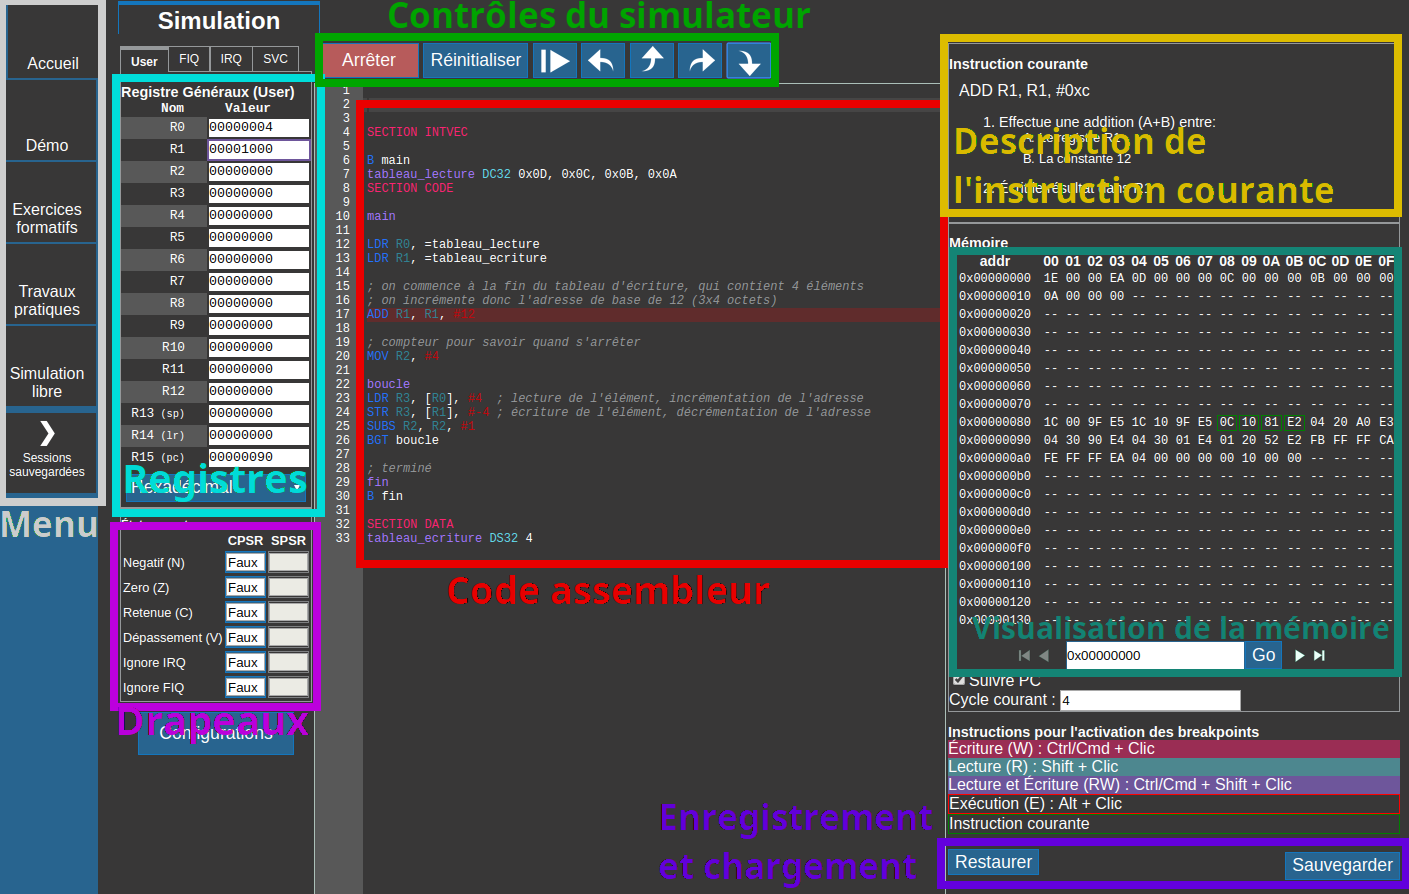 Accueil
Démo
Exercices
formatifs
Travaux
pratiques
Simulation
libre
❯
Sessions
sauvegardées
Menu
Simulation
User FIQ IRQ SVC
Registre Généraux (User)
Nom Valeur
R0 00000004
R1 00001000
R2 00000000
R3 00000000
R4 00000000
R5 00000000
R6 00000000
R7 00000000
R8 00000000
R9 00000000
R10 00000000
R11 00000000
R12 00000000
R13 (sp) 00000000
R14 (lr) 00000000
R15 (pc) 00000090
Hexadécimal
Registres
CPSR SPSR
Negatif (N) Faux
Zero (Z) Faux
Retenue (C) Faux
Dépassement (V) Faux
Ignore IRQ Faux
Ignore FIQ Faux
Drapeaux
Configurations
Contrôles du simulateur
Arrêter Réinitialiser
1
2
3
4 SECTION INTVEC
5
6 B main
7 tableau_lecture DC32 0x0D, 0x0C, 0x0B, 0x0A
8 SECTION CODE
9
10 main
11
12 LDR R0, =tableau_lecture
13 LDR R1, =tableau_ecriture
14
15 ; on commence à la fin du tableau d'écriture, qui contient 4 éléments
16 ; on incrémente donc l'adresse de base de 12 (3x4 octets)
17 ADD R1, R1, #12
18
19 ; compteur pour savoir quand s'arrêter
20 MOV R2, #4
21
22 boucle
23 LDR R3, [R0], #4 ; lecture de l'élément, incrémentation de l'adresse
24 STR R3, [R1], #-4 ; écriture de l'élément, décrémentation de l'adresse
25 SUBS R2, R2, #1
26 BGT boucle
27
28 ; terminé
29 fin
30 B fin
31
32 SECTION DATA
33 tableau_ecriture DS32 4
Code assembleur
Instruction courante
ADD R1, R1, #0xc
1. Effectue une addition (A+B) entre:
A. Le registre R1
B. La constante 12
2. Écrit le résultat dans R1
Description de
l'instruction courante
Mémoire
addr 00 01 02 03 04 05 06 07 08 09 0A 0B 0C 0D 0E 0F
0x00000000 1E 00 00 EA 0D 00 00 00 0C 00 00 00 0B 00 00 00
0x00000010 0A 00 00 00 -- -- -- -- -- -- -- -- -- -- -- --
0x00000020 -- -- -- -- -- -- -- -- -- -- -- -- -- -- -- --
0x00000030 -- -- -- -- -- -- -- -- -- -- -- -- -- -- -- --
0x00000040 -- -- -- -- -- -- -- -- -- -- -- -- -- -- -- --
0x00000050 -- -- -- -- -- -- -- -- -- -- -- -- -- -- -- --
0x00000060 -- -- -- -- -- -- -- -- -- -- -- -- -- -- -- --
0x00000070 -- -- -- -- -- -- -- -- -- -- -- -- -- -- -- --
0x00000080 1C 00 9F E5 1C 10 9F E5 0C 10 81 E2 04 20 A0 E3
0x00000090 04 30 90 E4 04 30 01 E4 01 20 52 E2 FB FF FF CA
0x000000a0 FE FF FF EA 04 00 00 00 00 10 00 00 -- -- -- --
0x000000b0 -- -- -- -- -- -- -- -- -- -- -- -- -- -- -- --
0x000000c0 -- -- -- -- -- -- -- -- -- -- -- -- -- -- -- --
0x000000d0 -- -- -- -- -- -- -- -- -- -- -- -- -- -- -- --
0x000000e0 -- -- -- -- -- -- -- -- -- -- -- -- -- -- -- --
0x000000f0 -- -- -- -- -- -- -- -- -- -- -- -- -- -- -- --
0x00000100 -- -- -- -- -- -- -- -- -- -- -- -- -- -- -- --
0x00000110 -- -- -- -- -- -- -- -- -- -- -- -- -- -- -- --
0x00000120 -- -- -- -- -- -- -- -- -- -- -- -- -- -- -- --
0x00000130 -- -- -- -- -- -- -- -- -- -- -- -- -- -- -- --
Visualisation de la mémoire
0x00000000 Go
Suivre PC
Cycle courant : 4
Instructions pour l'activation des breakpoints
Écriture (W) : Ctrl/Cmd + Clic
Lecture (R) : Shift + Clic
Lecture et Écriture (RW) : Ctrl/Cmd + Shift + Clic
Exécution (E) : Alt + Clic
Instruction courante
Enregistrement
et chargement
Restaurer Sauvegarder